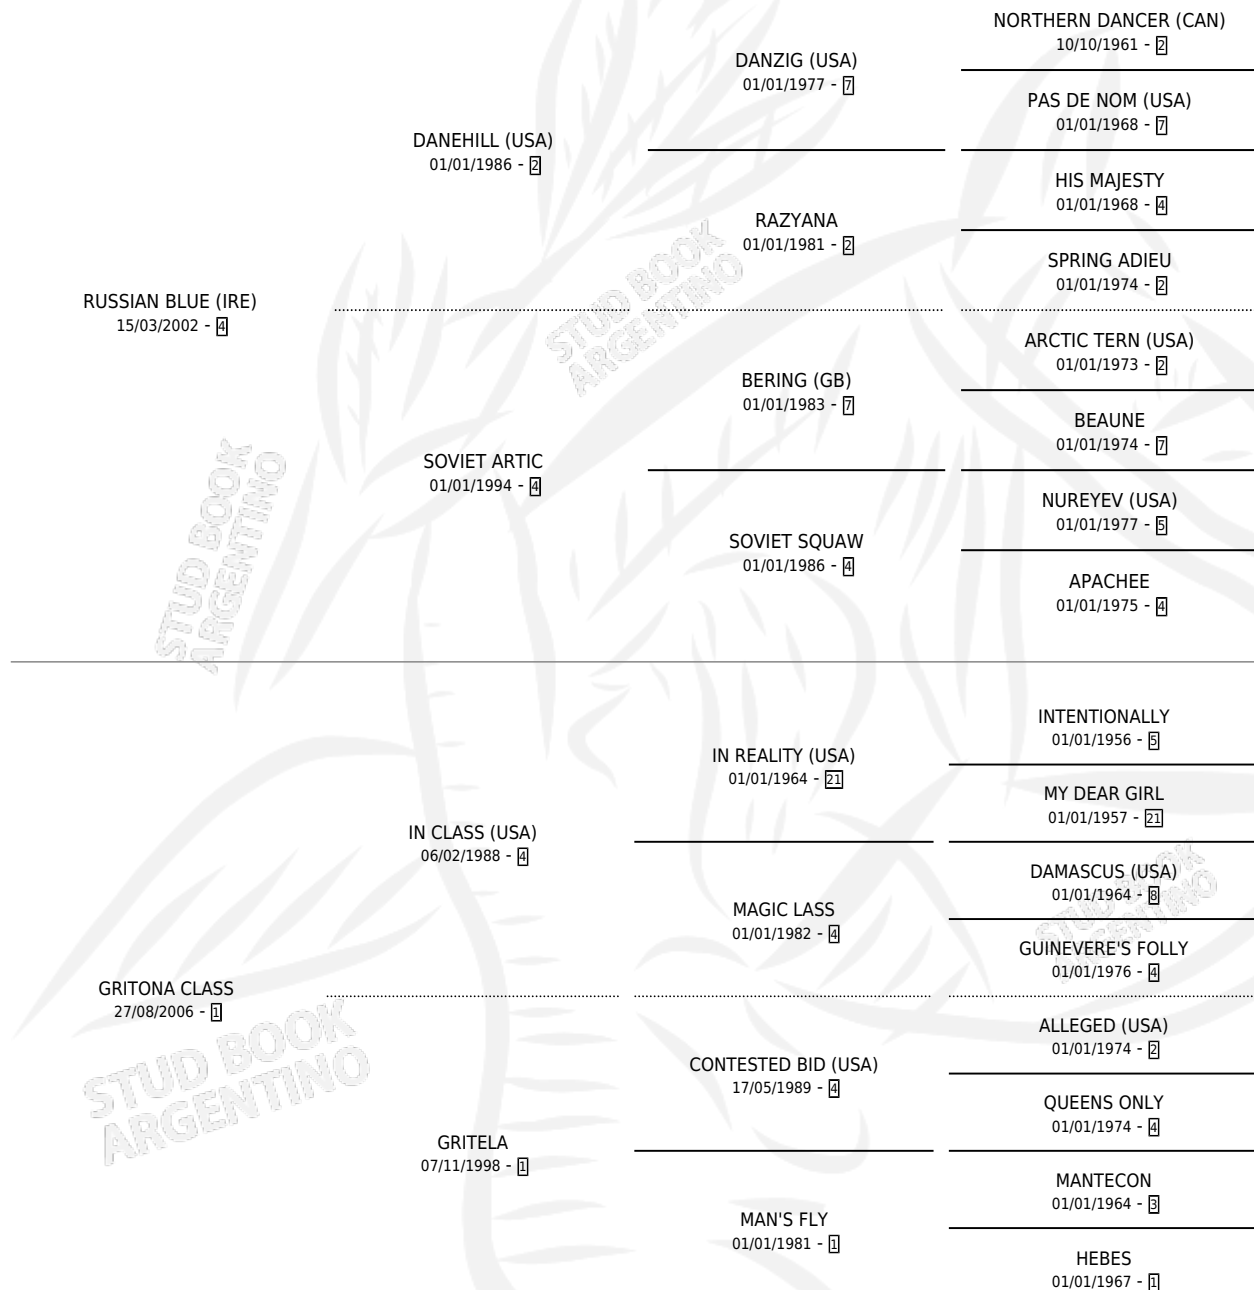 NORTHERN DANCER (CAN)
10/10/1961 - 2
DANZIG (USA)
01/01/1977 - 7
PAS DE NOM (USA)
01/01/1968 - 7
DANEHILL (USA)
01/01/1986 - 2
HIS MAJESTY
01/01/1968 - 4
RAZYANA
01/01/1981 - 2
SPRING ADIEU
01/01/1974 - 2
RUSSIAN BLUE (IRE)
15/03/2002 - 4
STUD BOOK
ARGENTINO
ARCTIC TERN (USA)
01/01/1973 - 2
BERING (GB)
01/01/1983 - 7
BEAUNE
01/01/1974 - 7
SOVIET ARTIC
01/01/1994 - 4
NUREYEV (USA)
01/01/1977 - 5
SOVIET SQUAW
01/01/1986 - 4
APACHEE
01/01/1975 - 4
STUD BOOK
ARGENTINO
INTENTIONALLY
01/01/1956 - 5
IN REALITY (USA)
01/01/1964 - 21
MY DEAR GIRL
01/01/1957 - 21
IN CLASS (USA)
06/02/1988 - 4
DAMASCUS (USA)
01/01/1964 - 8
MAGIC LASS
01/01/1982 - 4
STUD BOOK
ARGENTINO
GUINEVERE'S FOLLY
01/01/1976 - 4
GRITONA CLASS
27/08/2006 - 1
STUD BOOK
ARGENTINO
ALLEGED (USA)
01/01/1974 - 2
CONTESTED BID (USA)
17/05/1989 - 4
QUEENS ONLY
01/01/1974 - 4
GRITELA
07/11/1998 - 1
MANTECON
01/01/1964 - 3
MAN'S FLY
01/01/1981 - 1
HEBES
01/01/1967 - 1